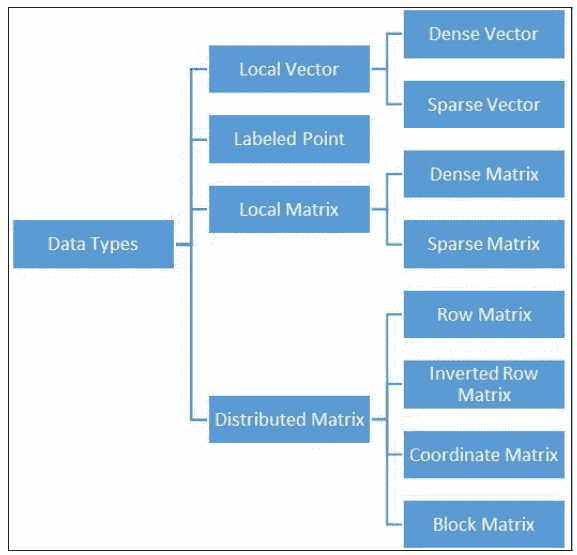 Data Types
Local Vector
Dense Vector
Sparse Vector
Labeled Point
Local Matrix
Dense Matrix
Sparse Matrix
Distributed Matrix
Row Matrix
Inverted Row
Matrix
Coordinate Matrix
Block Matrix